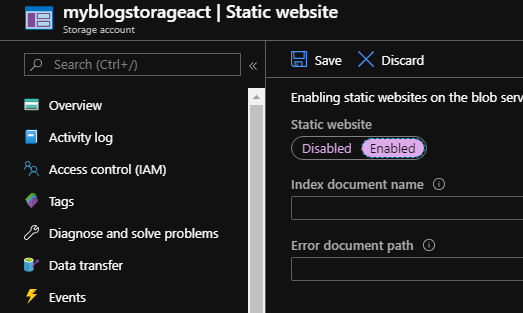 myblogstorageact | Static website
Storage account
Search (Ctrl+/)
«
Save
Discard
Overview
Activity log
Access control (IAM)
Tags
Diagnose and solve problems
Data transfer
Events
Enabling static websites on the blob serv
Static website
Disabled Enabled
Index document name
Error document path